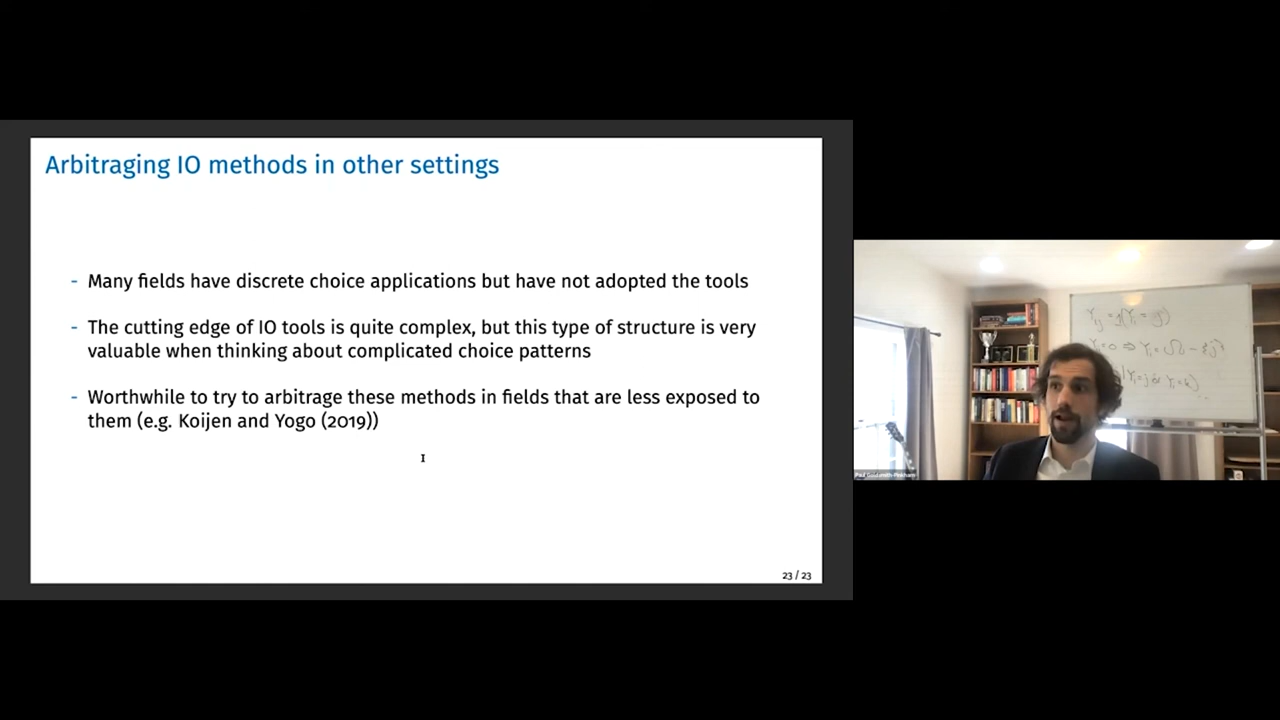 Arbitraging IO methods in other settings
- Many fields have discrete choice applications but have not adopted the tools
- The cutting edge of IO tools is quite complex, but this type of structure is very
valuable when thinking about complicated choice patterns
- Worthwhile to try to arbitrage these methods in fields that are less exposed to
them (e.g. Koijen and Yogo (2019))
23 / 23
Paul Goldsmith-Pinkham